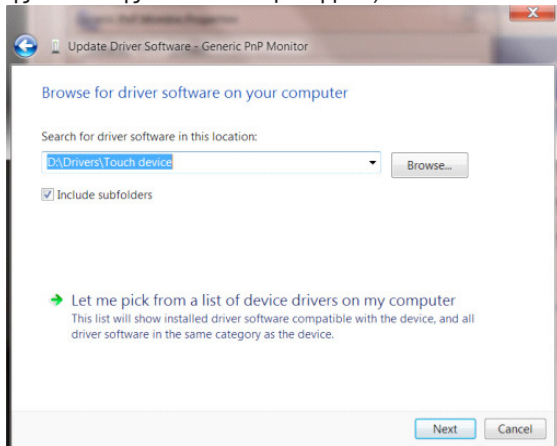 Update Driver Software - Generic PnP Monitor
Browse for driver software on your computer
Search for driver software in this location:
D:\Drivers\Touch device
Browse...
Include subfolders
Let me pick from a list of device drivers on my computer
This list will show installed driver software compatible with the device, and all
driver software in the same category as the device.
Next
Cancel